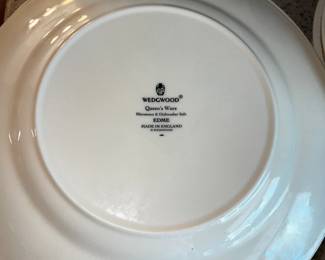 WEDGWOOD®
Queen's Ware
Microwave & Dishwasher Safe
EDME
MADE IN ENGLAND